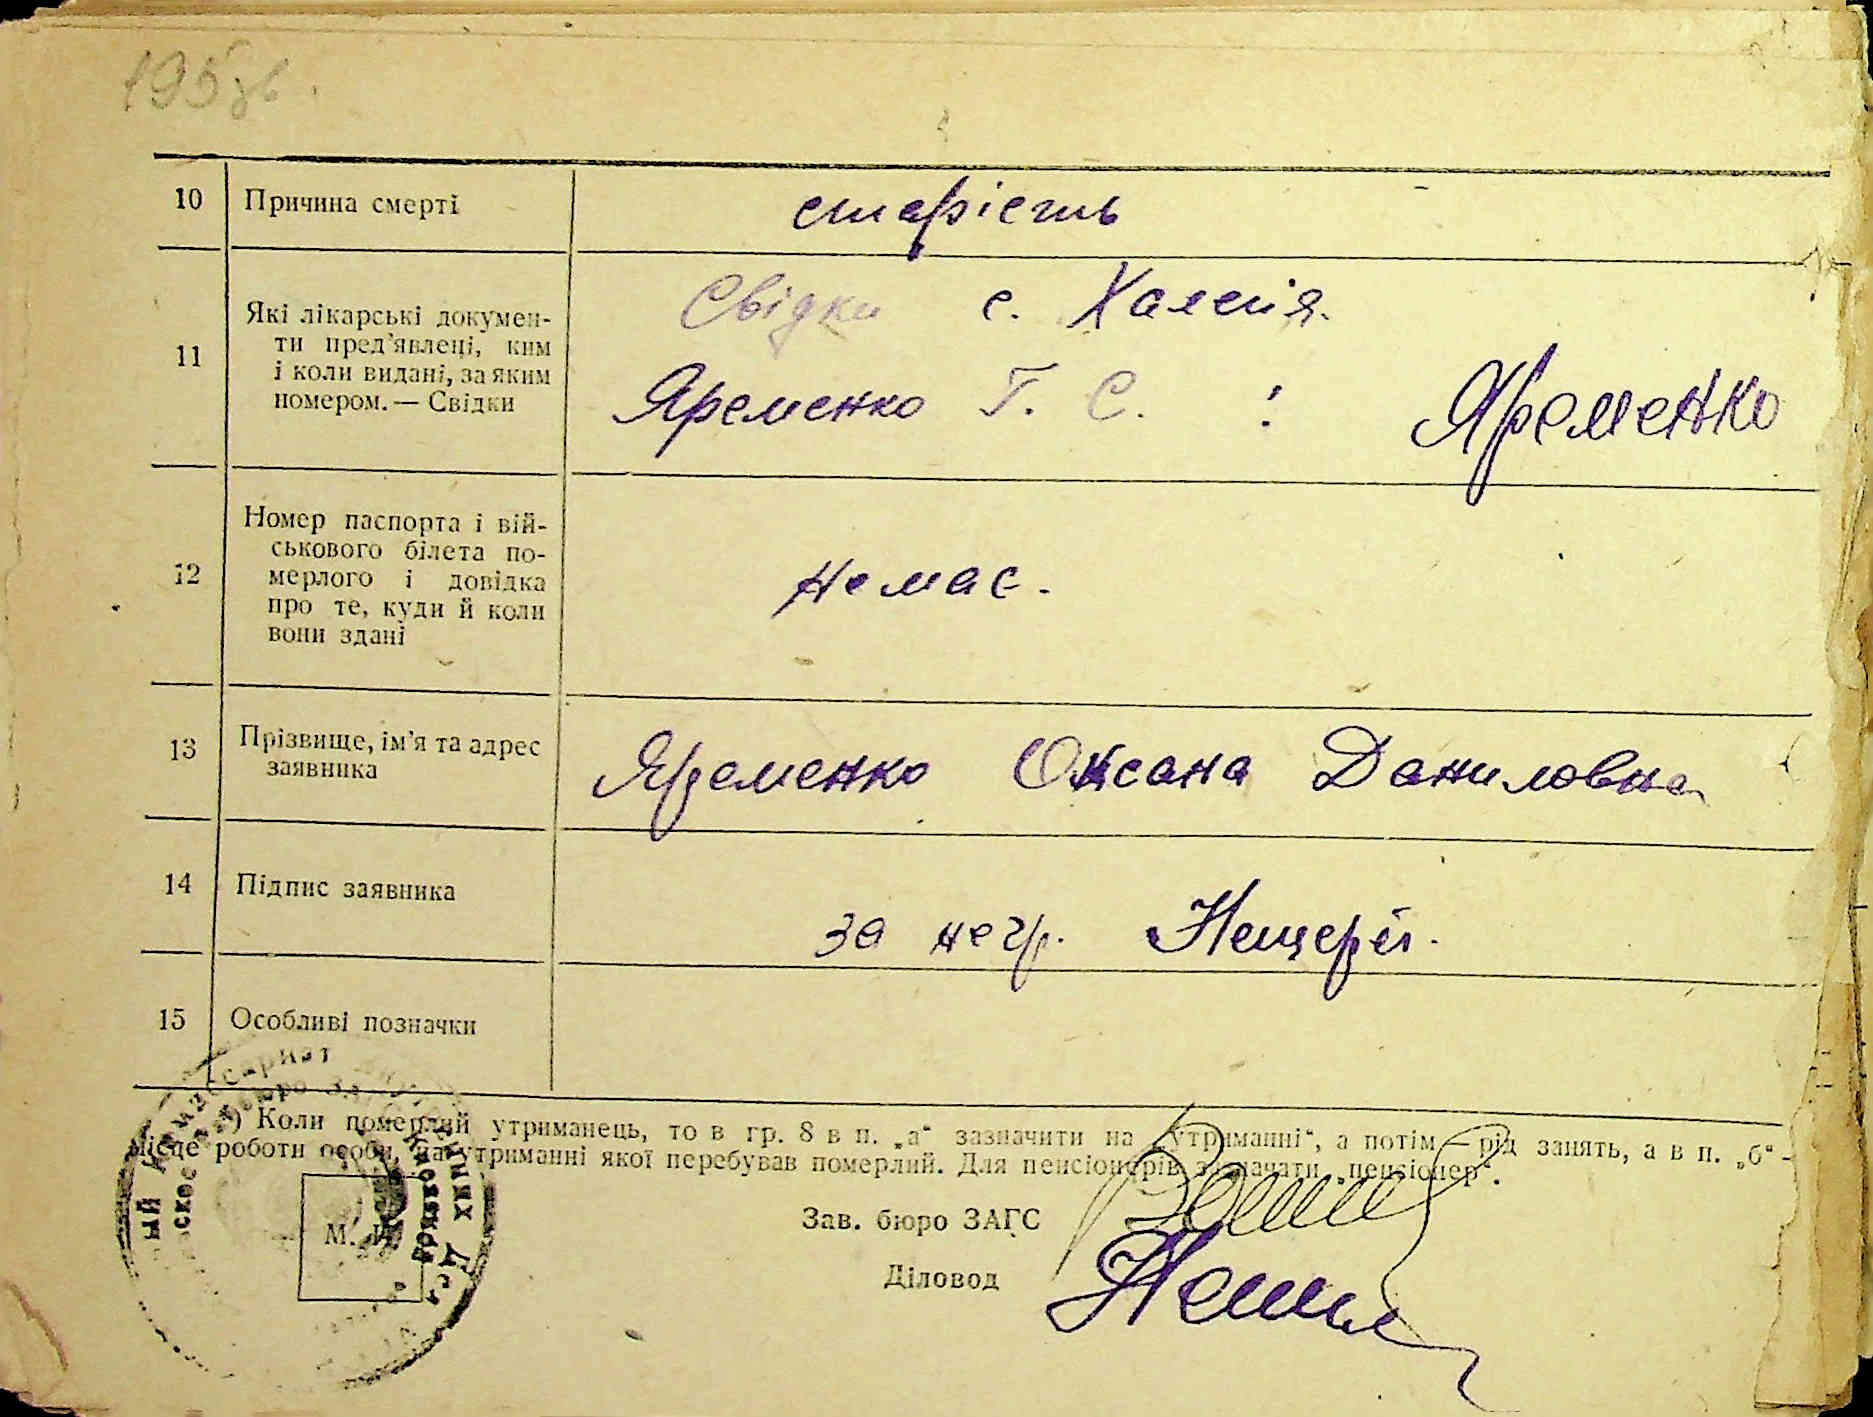 195зв.
10 Причина смерті старість
11 Які лікарські докумен-
ти пред'явлені, ким
і коли видані, за яким
номером. — Свідки
Свідки с. Халепія.
Яременко Т. С. : Яременко
12 Номер паспорта і вій-
ськового білета по-
мерлого і довідка
про те, куди й коли
вони здані
немає.
13 Прізвище, ім'я та адрес
заявника
Яременко Оксана Даниловна
14 Підпис заявника
за негр. Нещерет.
15 Особливі позначки
*) Коли померлий утриманець, то в гр. 8 в п. „а“ зазначити на „утриманні“, а потім — рід занять, а в п. „б“ -
місце роботи особи, на утриманні якої перебував померлий. Для пенсіонерів зазначати „пенсіонер“.
М. П.
Зав. бюро ЗАГС
Діловод